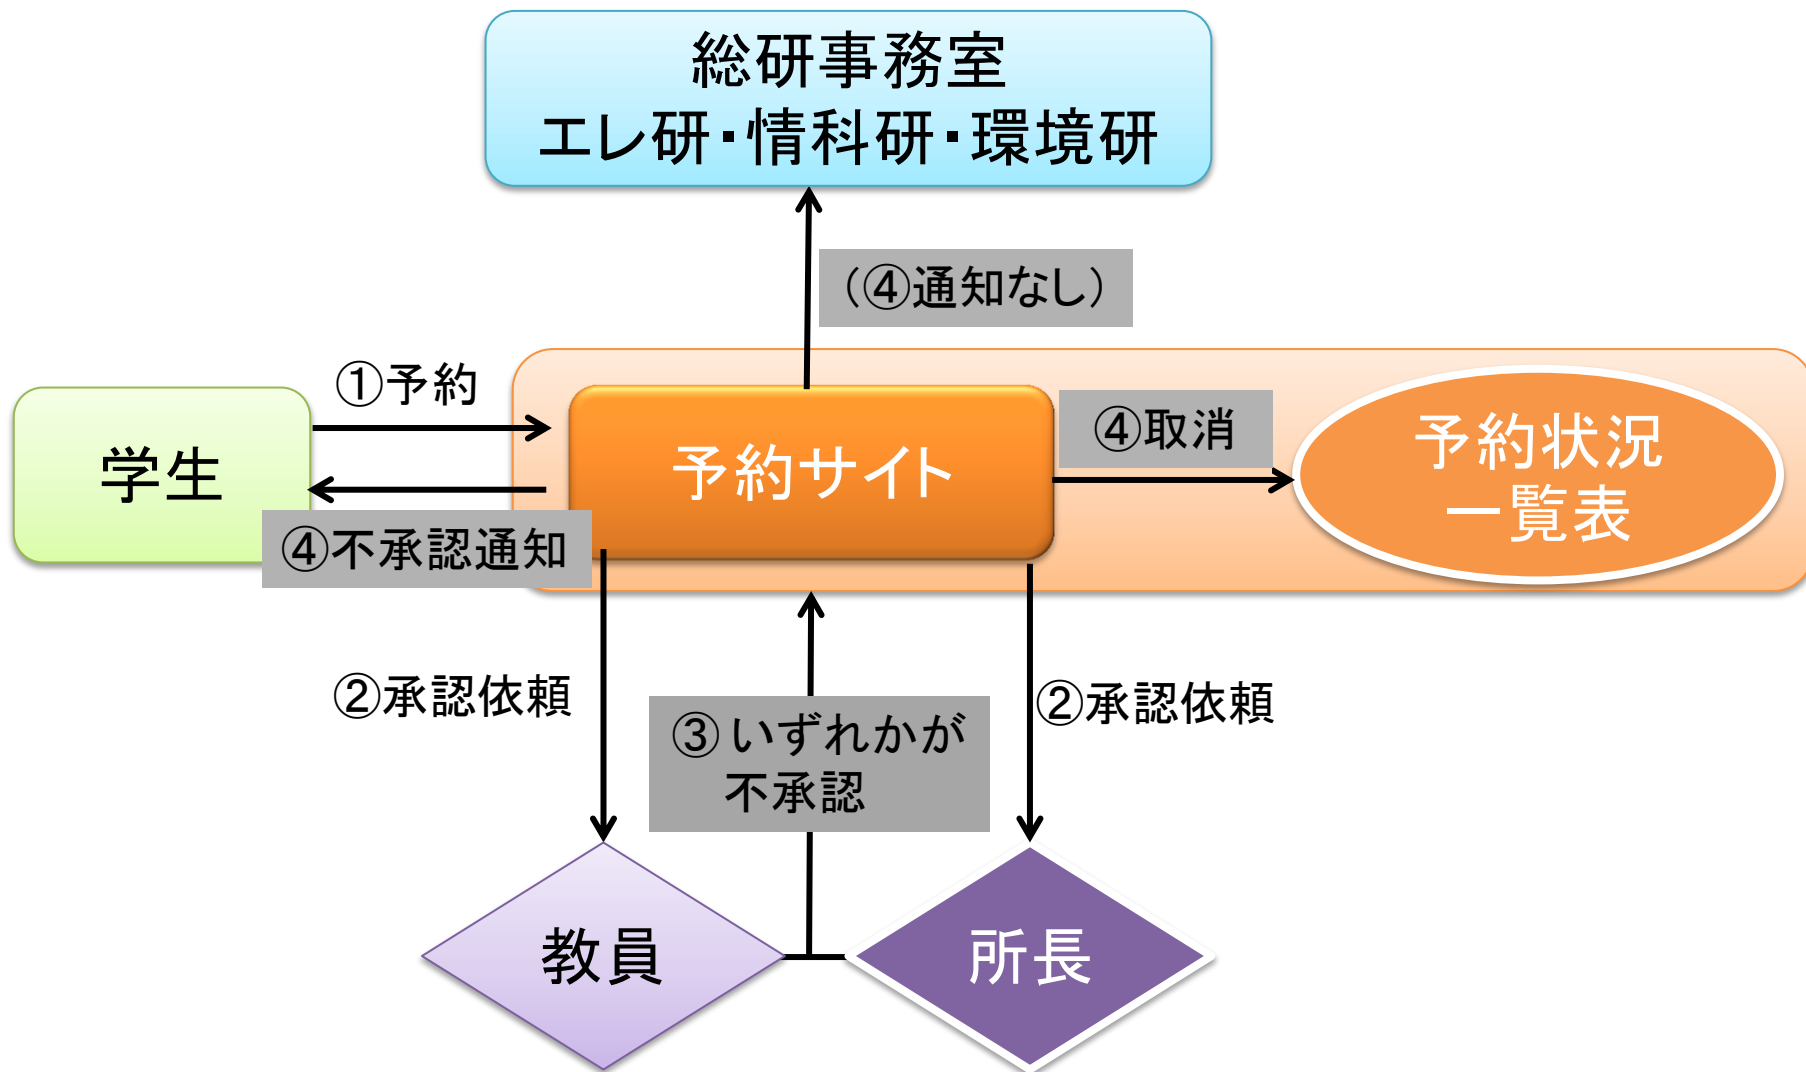 総研事務室
エレ研・情科研・環境研
（④通知なし）
①予約
学生
予約サイト
④取消
予約状況
一覧表
④不承認通知
②承認依頼
③いずれかが
不承認
②承認依頼
教員
所長